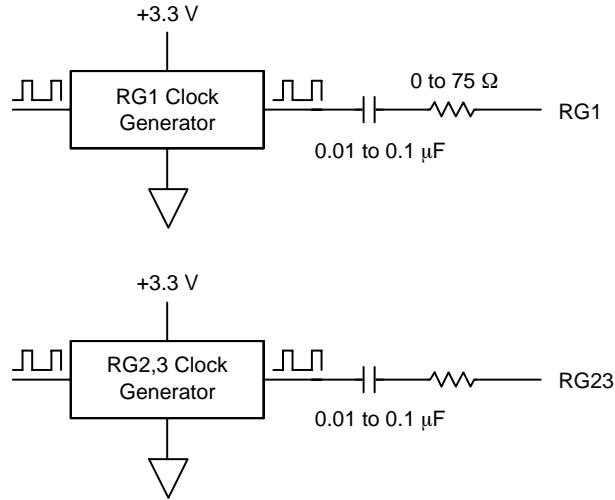 +3.3 V
RG1 Clock
Generator
0 to 75 Ω
RG1
0.01 to 0.1 μF
+3.3 V
RG2,3 Clock
Generator
RG23
0.01 to 0.1 μF